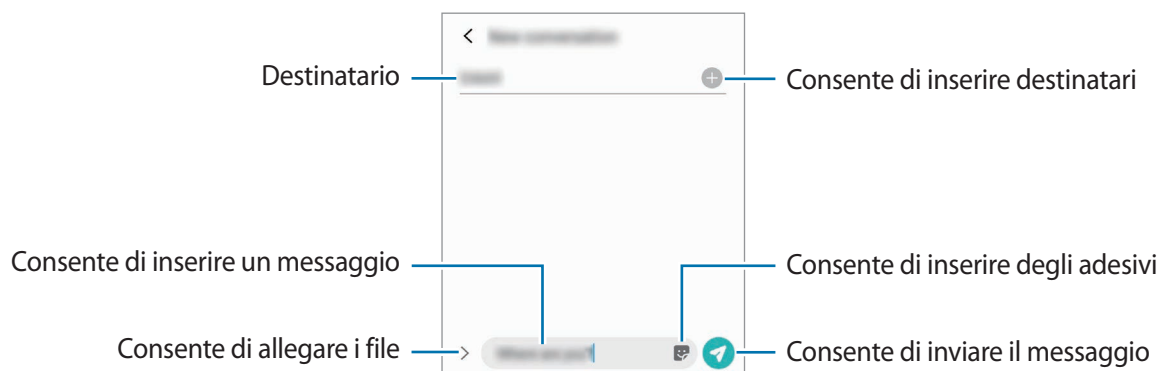 Destinatario
Consente di inserire destinatari
Consente di inserire un messaggio
Consente di inserire degli adesivi
Consente di allegare i file
Consente di inviare il messaggio